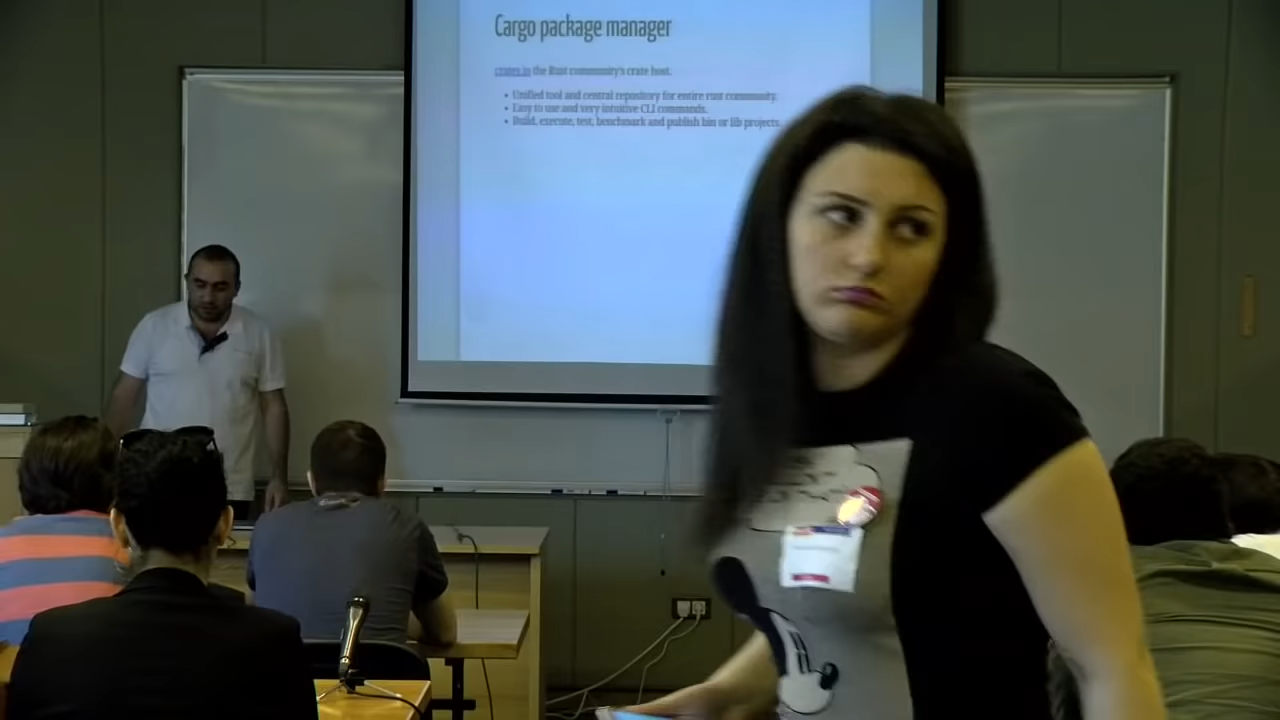 Cargo package manager
crates.io the Rust community's crate host.
• Unified tool and central repository for entire rust community.
• Easy to use and very intuitive CLI commands.
• Build, execute, test, benchmark and publish bin or lib projects.